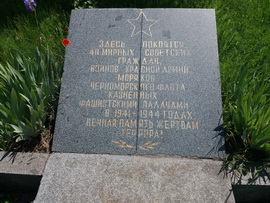 ЗДЕСЬ ПОКОЯТСЯ
МИРНЫХ СОВЕТСКИХ
ГРАЖДАН,
ВОИНОВ КРАСНОЙ АРМИИ,
МОРЯКОВ
ЧЕРНОМОРСКОГО ФЛОТА
КАЗНЕННЫХ
ФАШИСТСКИМИ ПАЛАЧАМИ
В 1941-1944 ГОДАХ
ВЕЧНАЯ ПАМЯТЬ ЖЕРТВАМ
ТЕРРОРА!